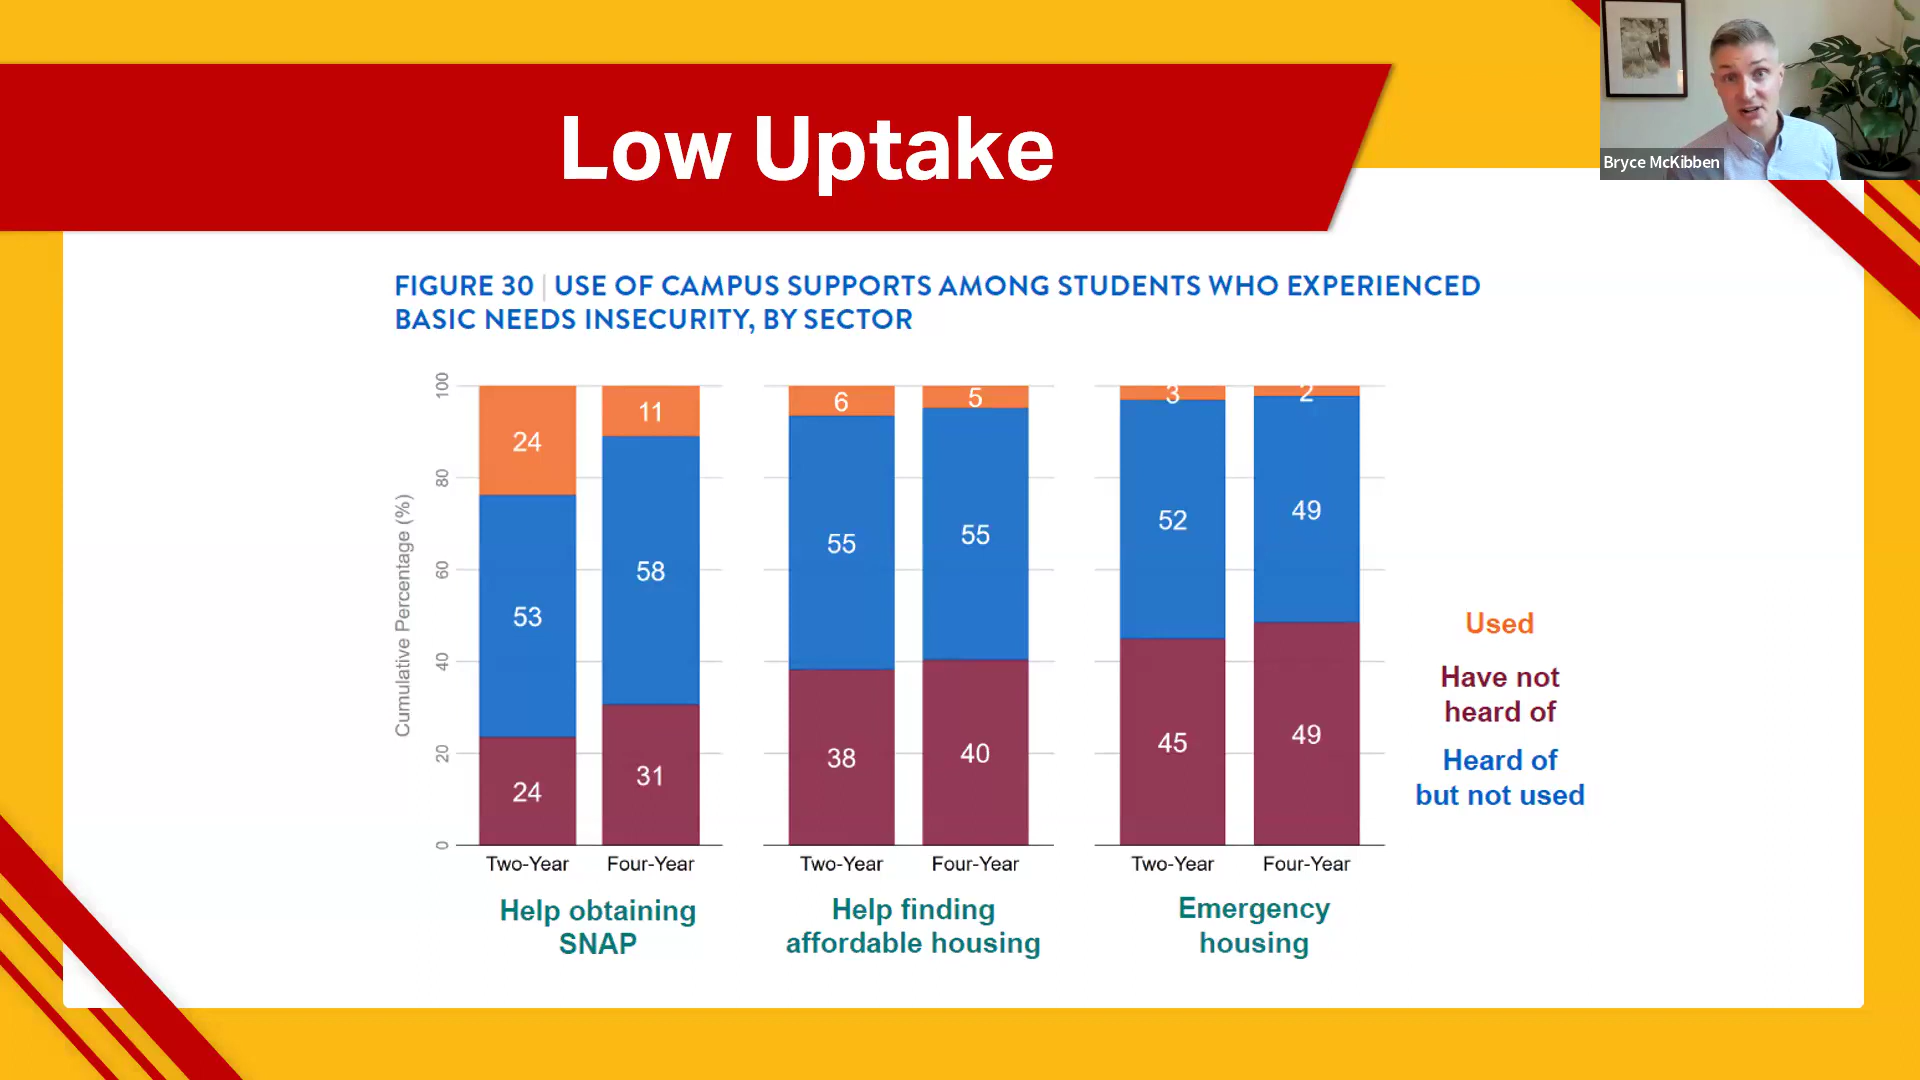 Low Uptake
Bryce McKibben
FIGURE 30 | USE OF CAMPUS SUPPORTS AMONG STUDENTS WHO EXPERIENCED
BASIC NEEDS INSECURITY, BY SECTOR
Cumulative Percentage (%)
100
80
60
40
20
0
24
53
24
11
58
31
6
55
38
5
55
40
3
52
45
2
49
49
Two-Year
Four-Year
Two-Year
Four-Year
Two-Year
Four-Year
Help obtaining
SNAP
Help finding
affordable housing
Emergency
housing
Used
Have not
heard of
Heard of
but not used